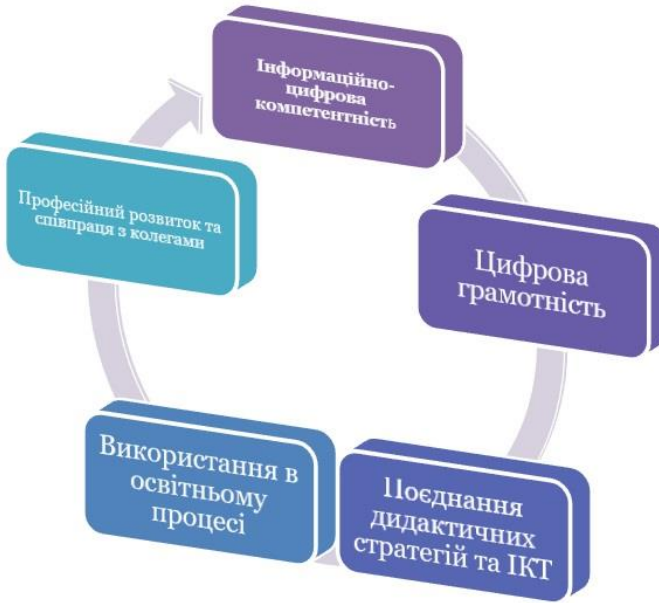 Інформаційно-
цифрова
компетентність
Цифрова
грамотність
Поєднання
дидактичних
стратегій та ІКТ
Використання в
освітньому
процесі
Професійний розвиток та
співпраця з колегами